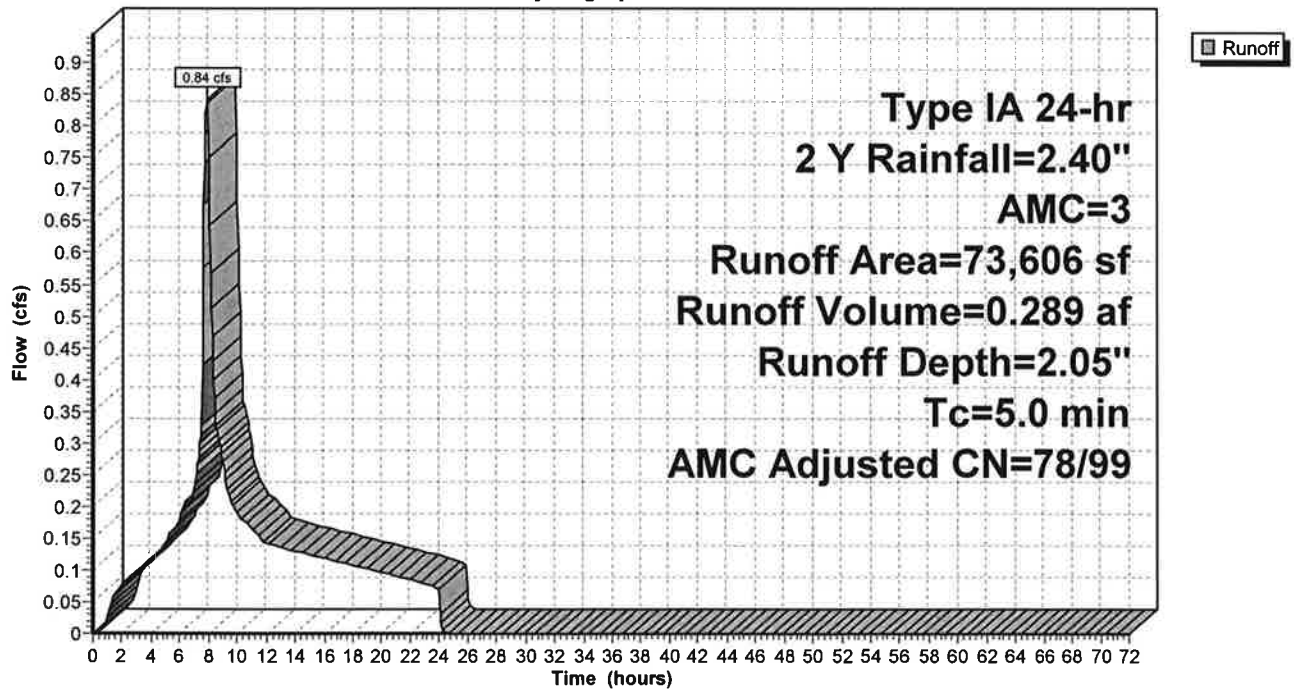 0.84 cfs
Runoff
Type IA 24-hr
2 Y Rainfall=2.40"
AMC=3
Runoff Area=73,606 sf
Runoff Volume=0.289 af
Runoff Depth=2.05"
Tc=5.0 min
AMC Adjusted CN=78/99
Flow (cfs)
0.9
0.85
0.8
0.75
0.7
0.65
0.6
0.55
0.5
0.45
0.4
0.35
0.3
0.25
0.2
0.15
0.1
0.05
0
0 2 4 6 8 10 12 14 16 18 20 22 24 26 28 30 32 34 36 38 40 42 44 46 48 50 52 54 56 58 60 62 64 66 68 70 72
Time (hours)